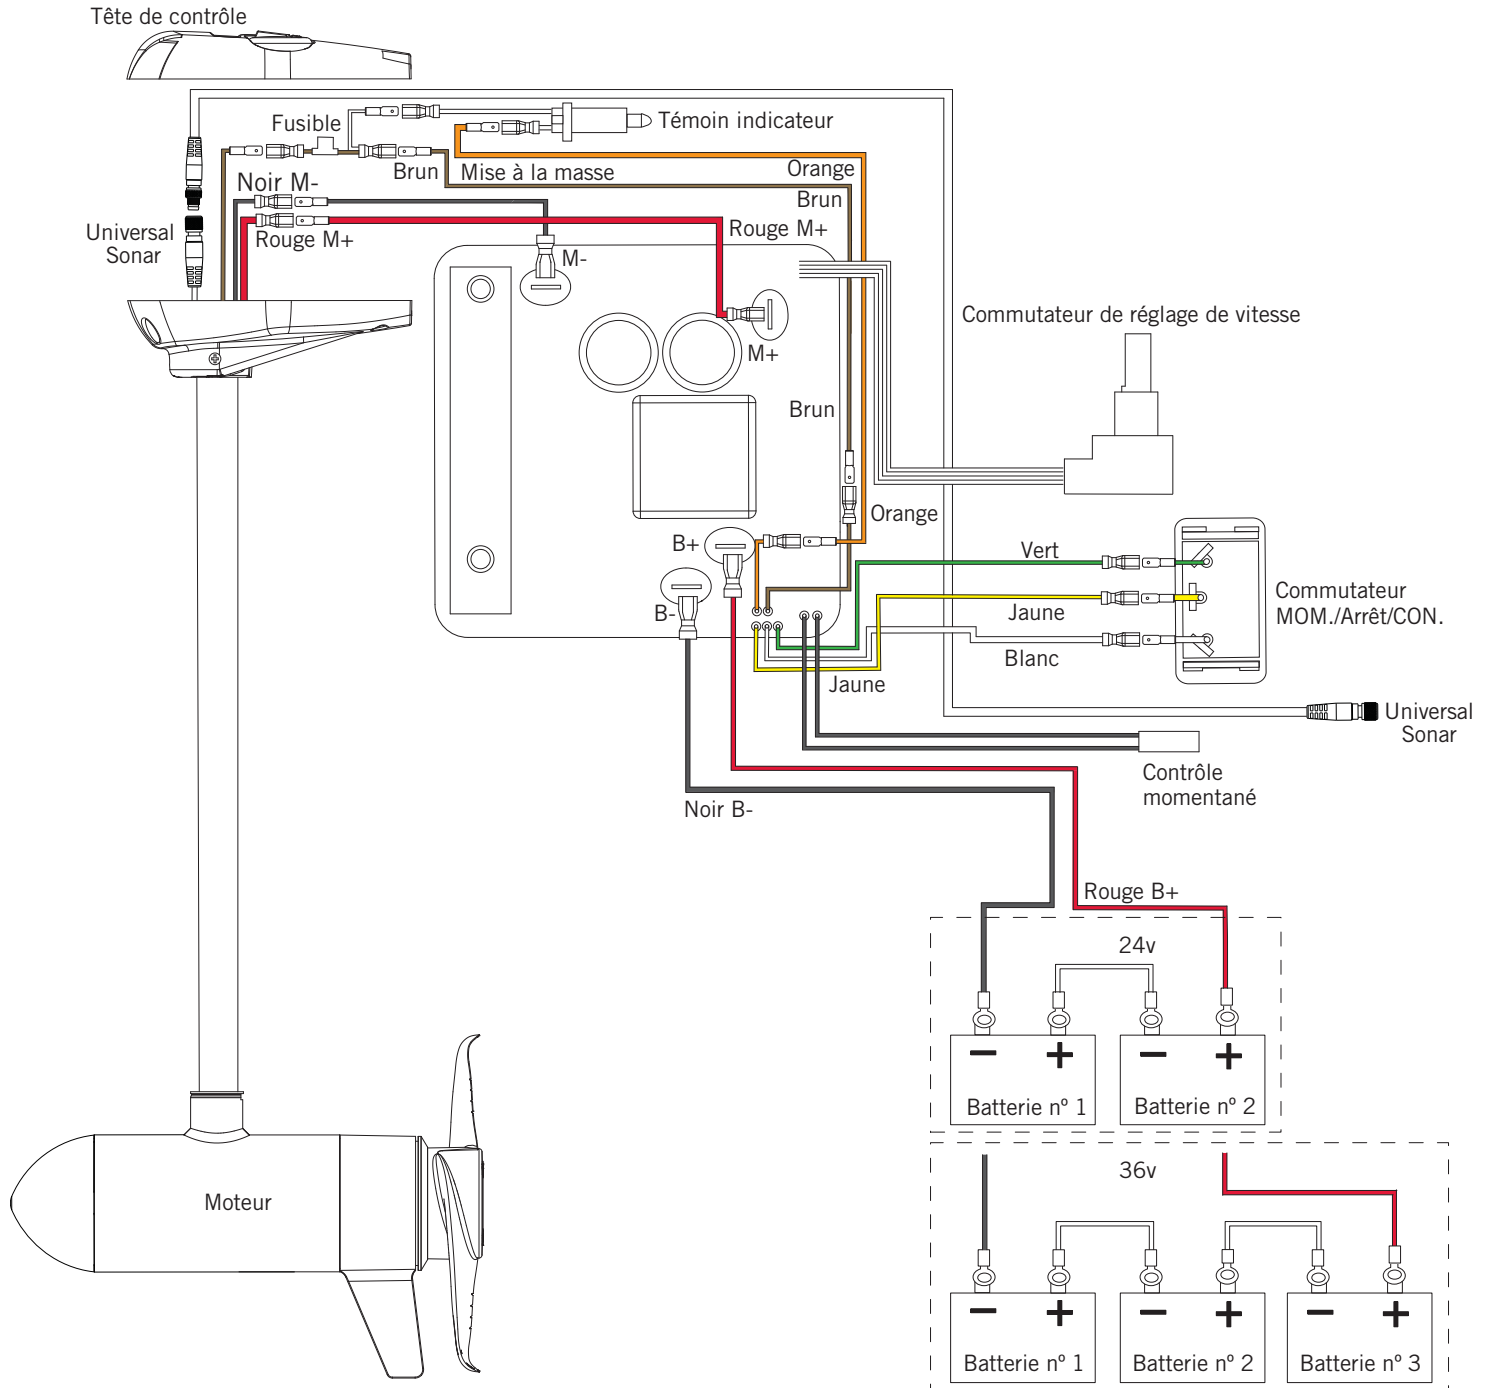 Tête de contrôle
Fusible
Témoin indicateur
Brun
Mise à la masse
Orange
Noir M-
Brun
Universal
Sonar
Rouge M+
Rouge M+
M-
Commutateur de réglage de vitesse
M+
Brun
Orange
B+
Vert
B-
Jaune
Commutateur
MOM./Arrêt/CON.
Blanc
Jaune
Universal
Sonar
Contrôle
momentané
Noir B-
Rouge B+
24v
− + − +
Batterie nº 1
Batterie nº 2
36v
Moteur
− + − + − +
Batterie nº 1
Batterie nº 2
Batterie nº 3